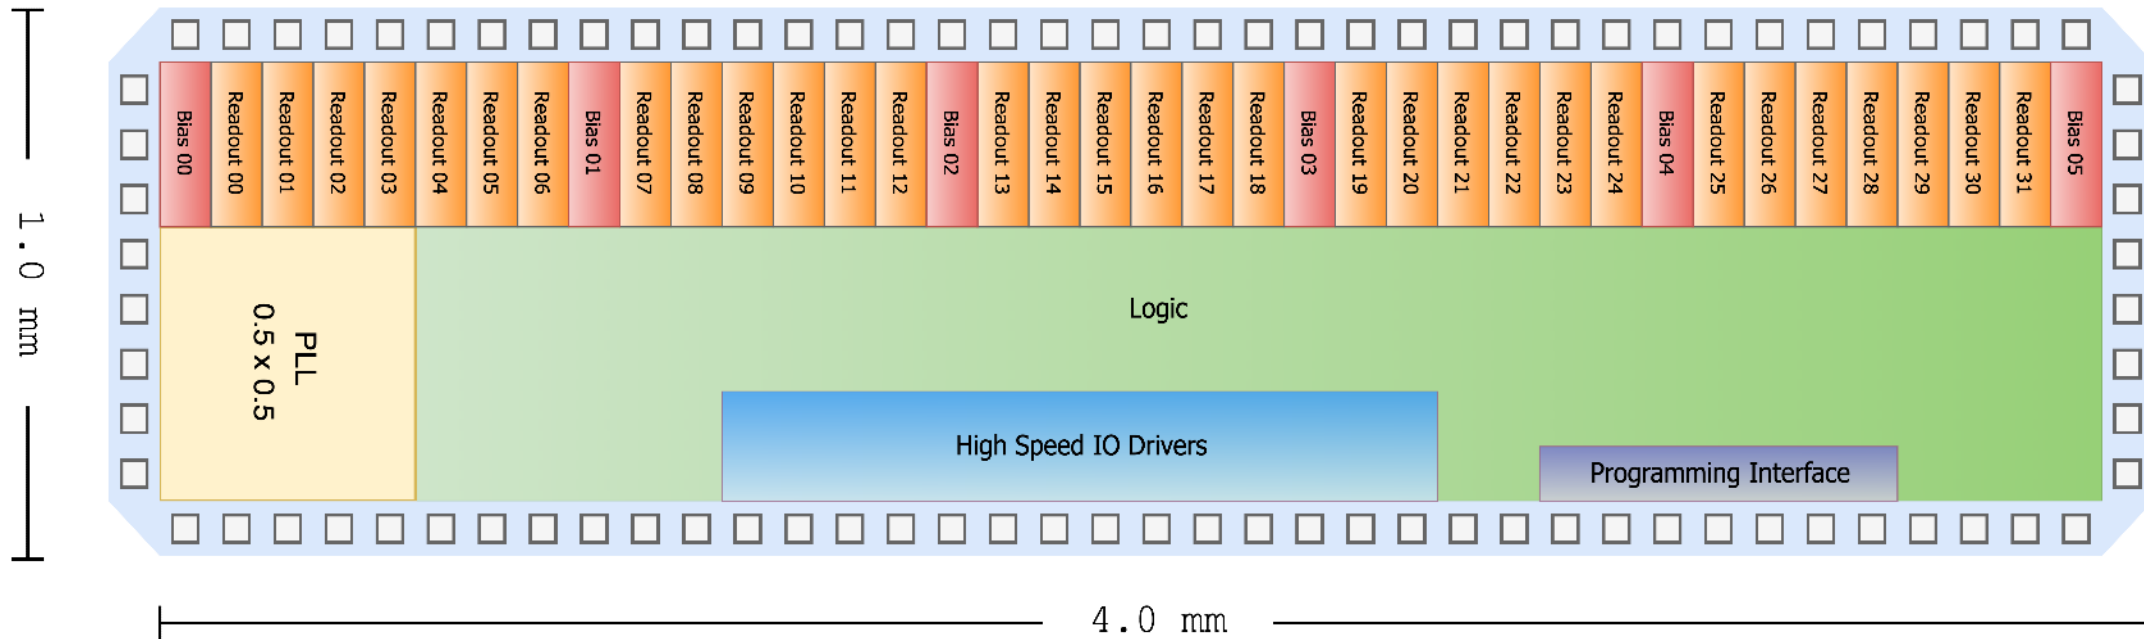 Bias 00
Readout 00
Readout 01
Readout 02
Readout 03
Readout 04
Readout 05
Readout 06
Bias 01
Readout 07
Readout 08
Readout 09
Readout 10
Readout 11
Readout 12
Bias 02
Readout 13
Readout 14
Readout 15
Readout 16
Readout 17
Readout 18
Bias 03
Readout 19
Readout 20
Readout 21
Readout 22
Readout 23
Readout 24
Bias 04
Readout 25
Readout 26
Readout 27
Readout 28
Readout 29
Readout 30
Readout 31
Bias 05
1.0 mm
PLL
0.5 x 0.5
Logic
High Speed IO Drivers
Programming Interface
4.0 mm